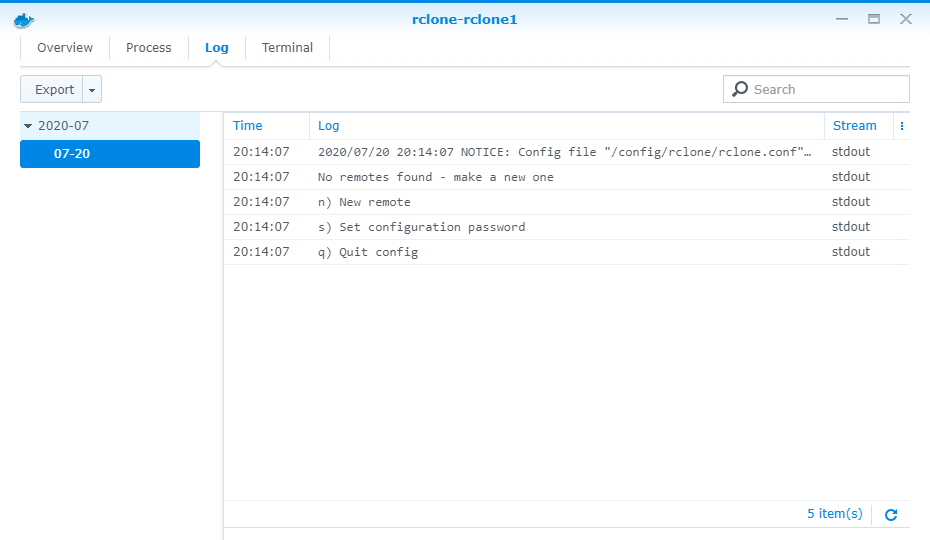 rclone-rclone1
Overview Process Log Terminal
Export Search
2020-07
07-20
Time Log Stream
20:14:07 2020/07/20 20:14:07 NOTICE: Config file "/config/rclone/rclone.conf"… stdout
20:14:07 No remotes found - make a new one stdout
20:14:07 n) New remote stdout
20:14:07 s) Set configuration password stdout
20:14:07 q) Quit config stdout
5 item(s)